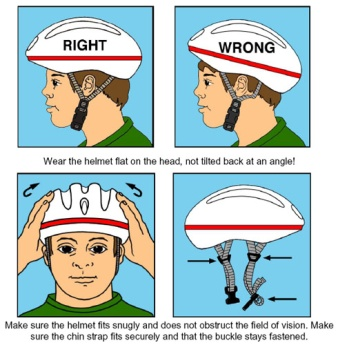 RIGHT
WRONG
Wear the helmet flat on the head, not tilted back at an angle!
Make sure the helmet fits snugly and does not obstruct the field of vision. Make
sure the chin strap fits securely and that the buckle stays fastened.